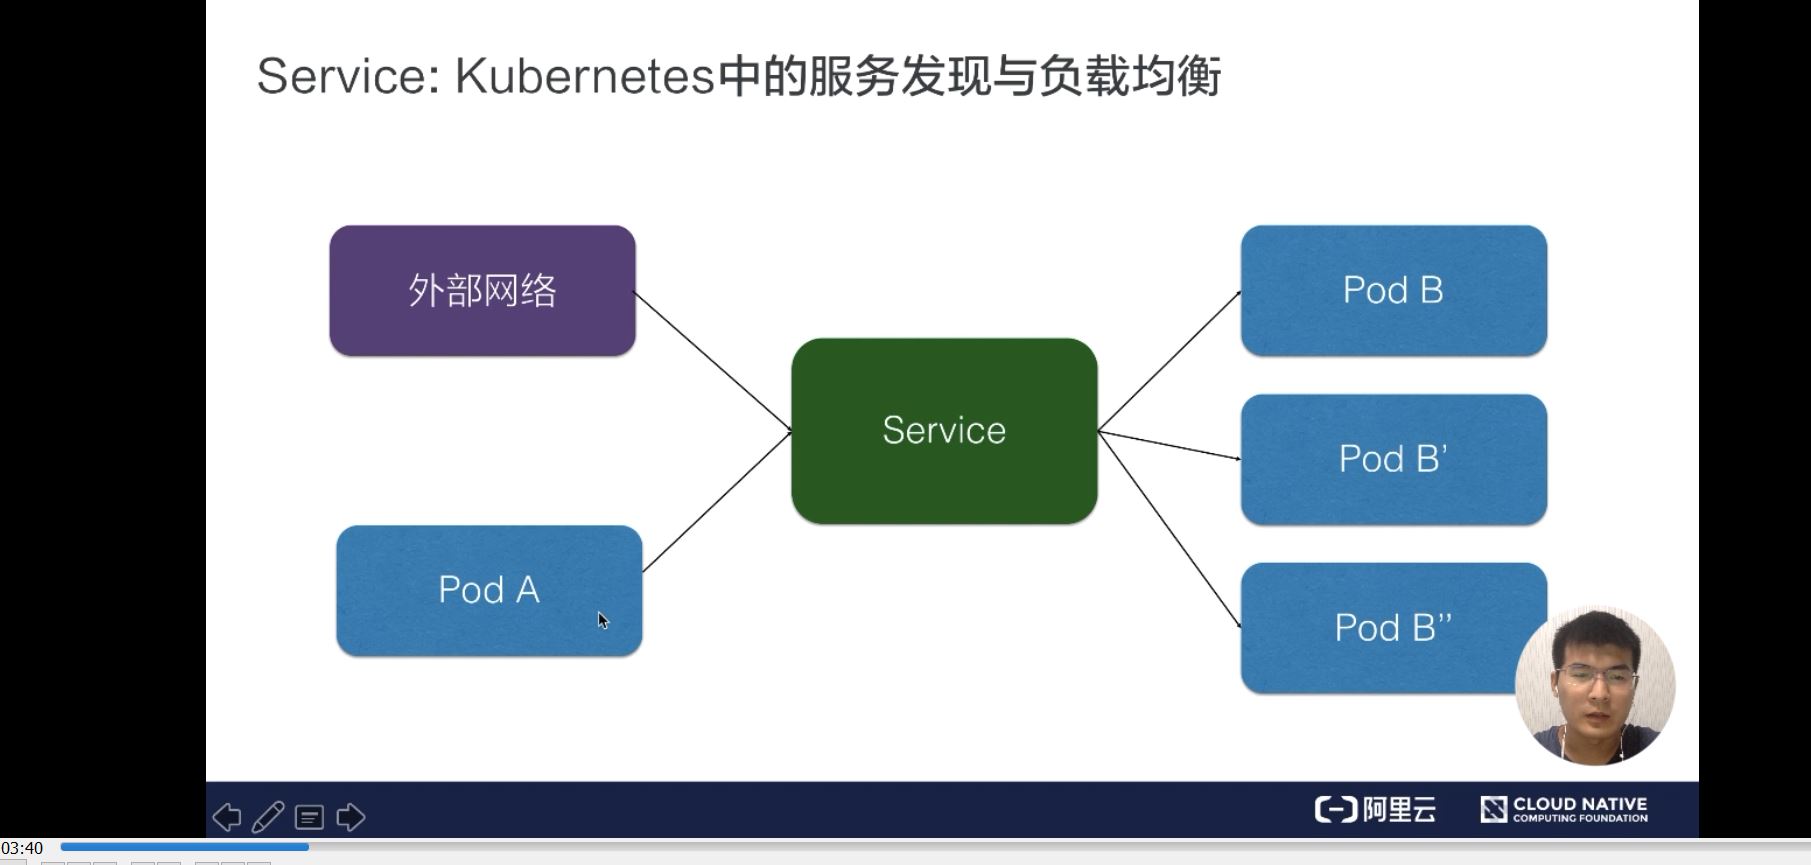 Service: Kubernetes中的服务发现与负载均衡
外部网络
Pod A
Service
Pod B
Pod B’
Pod B’’
阿里云
CLOUD NATIVE
COMPUTING FOUNDATION
03:40